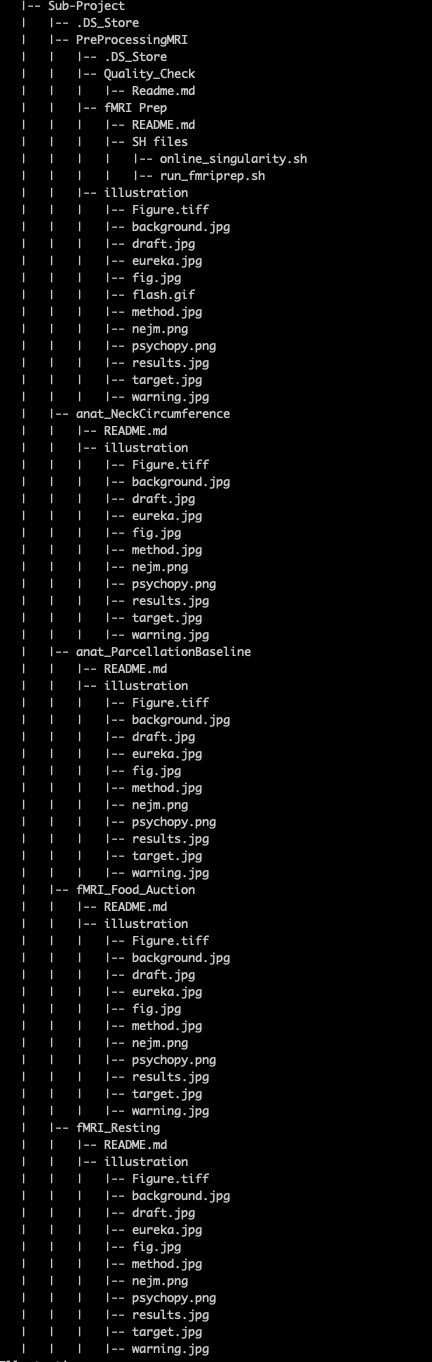 |-- Sub-Project
|   |-- .DS_Store
|   |-- PreProcessingMRI
|   |   |-- .DS_Store
|   |   |-- Quality_Check
|   |   |   |-- Readme.md
|   |   |-- fMRI Prep
|   |   |   |-- README.md
|   |   |   |-- SH files
|   |   |   |   |-- online_singularity.sh
|   |   |   |   |-- run_fmriprep.sh
|   |   |-- illustration
|   |   |   |-- Figure.tiff
|   |   |   |-- background.jpg
|   |   |   |-- draft.jpg
|   |   |   |-- eureka.jpg
|   |   |   |-- fig.jpg
|   |   |   |-- flash.gif
|   |   |   |-- method.jpg
|   |   |   |-- nejm.png
|   |   |   |-- psychopy.png
|   |   |   |-- results.jpg
|   |   |   |-- target.jpg
|   |   |   |-- warning.jpg
|   |-- anat_NeckCircumference
|   |   |-- README.md
|   |   |-- illustration
|   |   |   |-- Figure.tiff
|   |   |   |-- background.jpg
|   |   |   |-- draft.jpg
|   |   |   |-- eureka.jpg
|   |   |   |-- fig.jpg
|   |   |   |-- method.jpg
|   |   |   |-- nejm.png
|   |   |   |-- psychopy.png
|   |   |   |-- results.jpg
|   |   |   |-- target.jpg
|   |   |   |-- warning.jpg
|   |-- anat_ParcellationBaseline
|   |   |-- README.md
|   |   |-- illustration
|   |   |   |-- Figure.tiff
|   |   |   |-- background.jpg
|   |   |   |-- draft.jpg
|   |   |   |-- eureka.jpg
|   |   |   |-- fig.jpg
|   |   |   |-- method.jpg
|   |   |   |-- nejm.png
|   |   |   |-- psychopy.png
|   |   |   |-- results.jpg
|   |   |   |-- target.jpg
|   |   |   |-- warning.jpg
|   |-- fMRI_Food_Auction
|   |   |-- README.md
|   |   |-- illustration
|   |   |   |-- Figure.tiff
|   |   |   |-- background.jpg
|   |   |   |-- draft.jpg
|   |   |   |-- eureka.jpg
|   |   |   |-- fig.jpg
|   |   |   |-- method.jpg
|   |   |   |-- nejm.png
|   |   |   |-- psychopy.png
|   |   |   |-- results.jpg
|   |   |   |-- target.jpg
|   |   |   |-- warning.jpg
|   |-- fMRI_Resting
|   |   |-- README.md
|   |   |-- illustration
|   |   |   |-- Figure.tiff
|   |   |   |-- background.jpg
|   |   |   |-- draft.jpg
|   |   |   |-- eureka.jpg
|   |   |   |-- fig.jpg
|   |   |   |-- method.jpg
|   |   |   |-- nejm.png
|   |   |   |-- psychopy.png
|   |   |   |-- results.jpg
|   |   |   |-- target.jpg
|   |   |   |-- warning.jpg